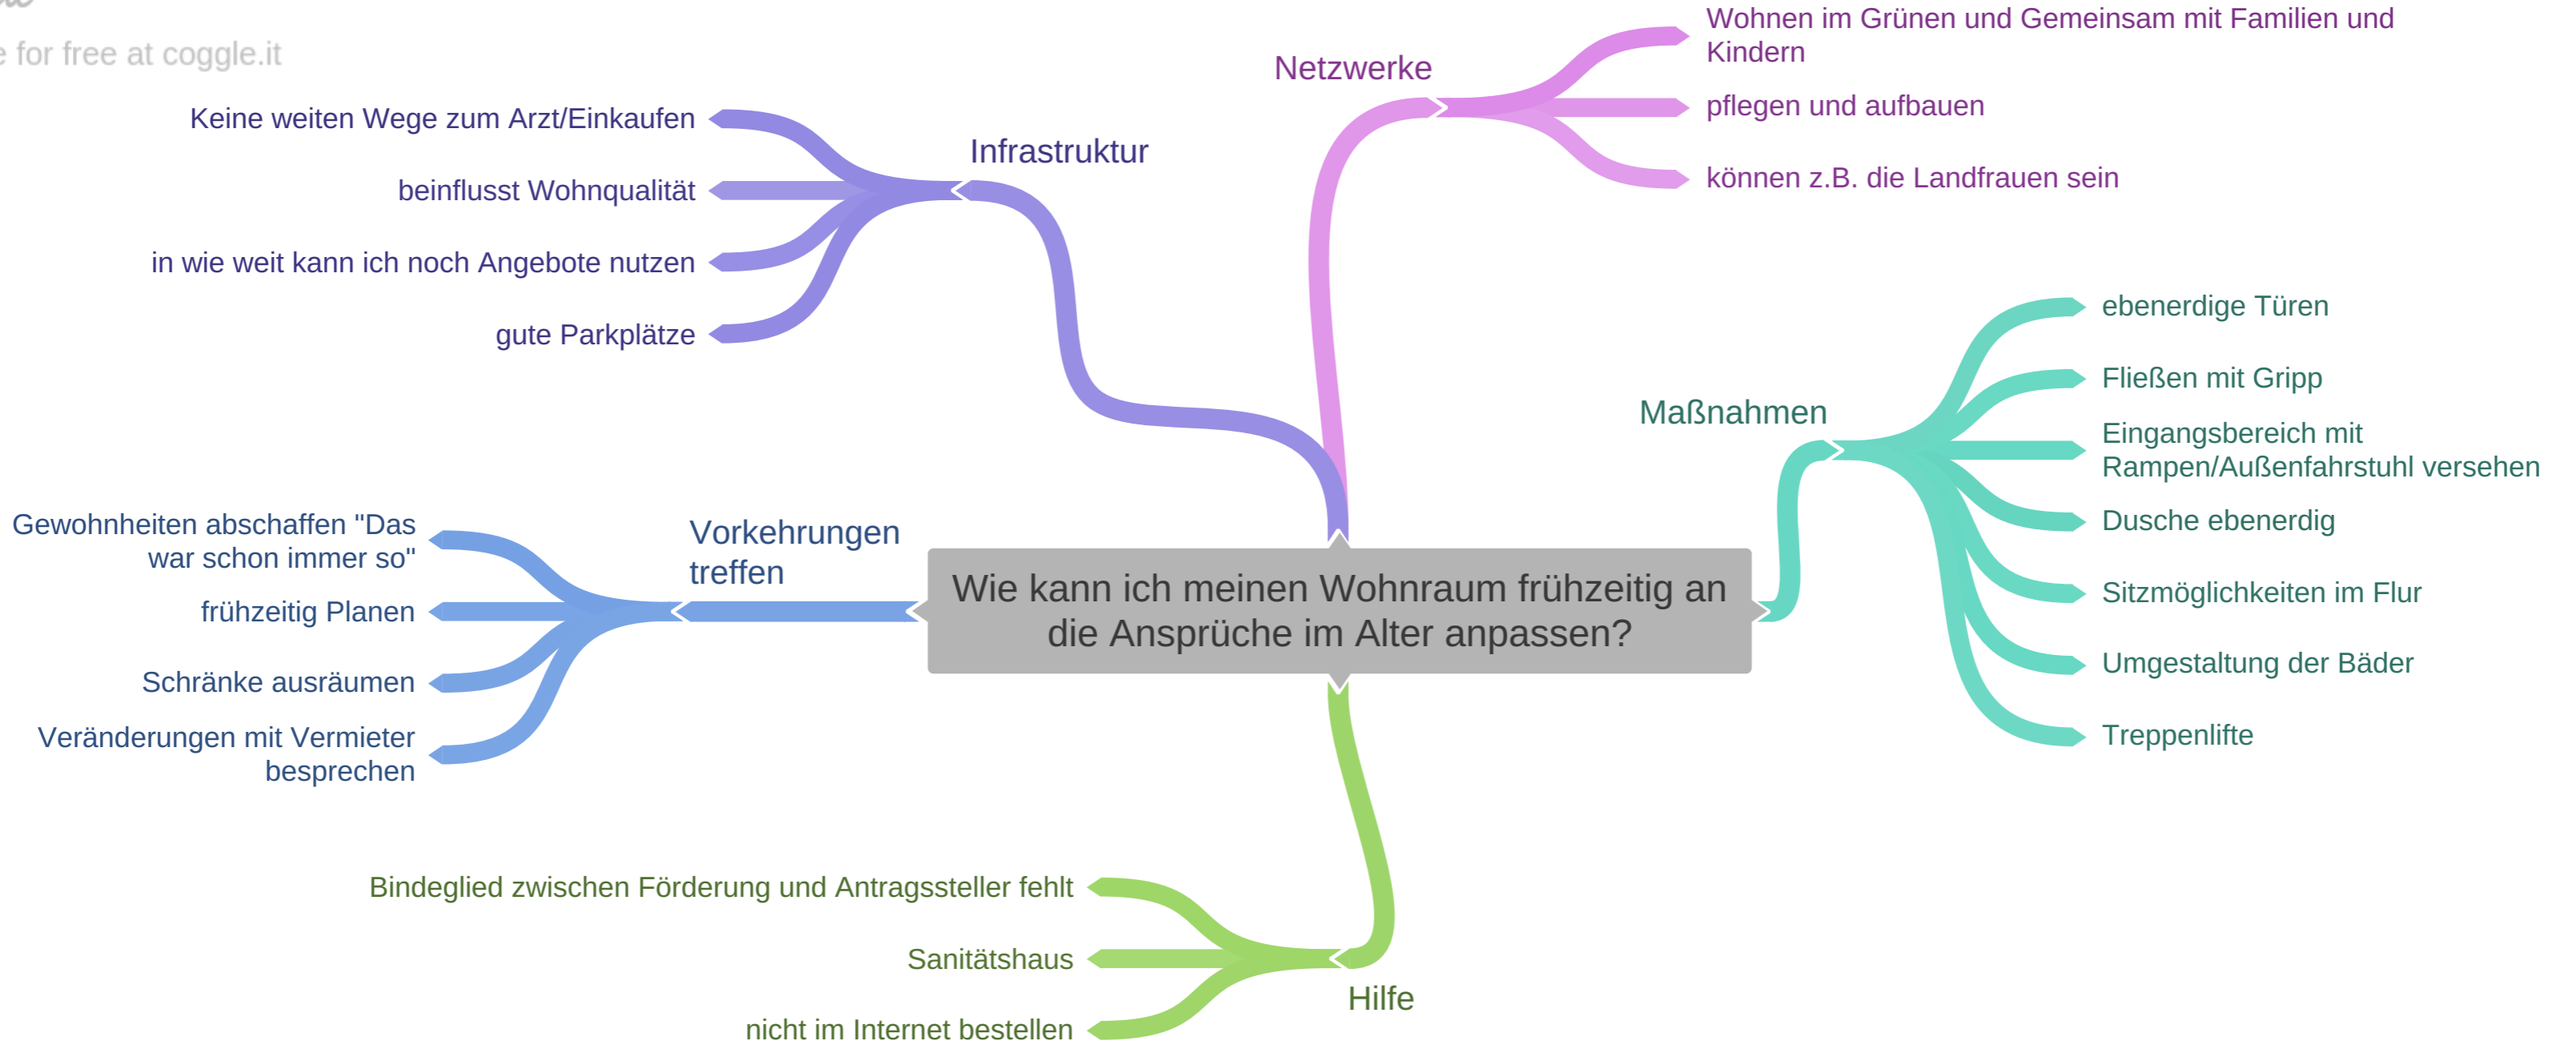 for free at coggle.it
Netzwerke
Wohnen im Grünen und Gemeinsam mit Familien und
Kindern
pflegen und aufbauen
können z.B. die Landfrauen sein
Infrastruktur
Keine weiten Wege zum Arzt/Einkaufen
beinflusst Wohnqualität
in wie weit kann ich noch Angebote nutzen
gute Parkplätze
Maßnahmen
ebenerdige Türen
Fließen mit Gripp
Eingangsbereich mit
Rampen/Außenfahrstuhl versehen
Dusche ebenerdig
Sitzmöglichkeiten im Flur
Umgestaltung der Bäder
Treppenlifte
Vorkehrungen
treffen
Gewohnheiten abschaffen "Das
war schon immer so"
frühzeitig Planen
Schränke ausräumen
Veränderungen mit Vermieter
besprechen
Wie kann ich meinen Wohnraum frühzeitig an
die Ansprüche im Alter anpassen?
Bindeglied zwischen Förderung und Antragssteller fehlt
Sanitätshaus
nicht im Internet bestellen
Hilfe